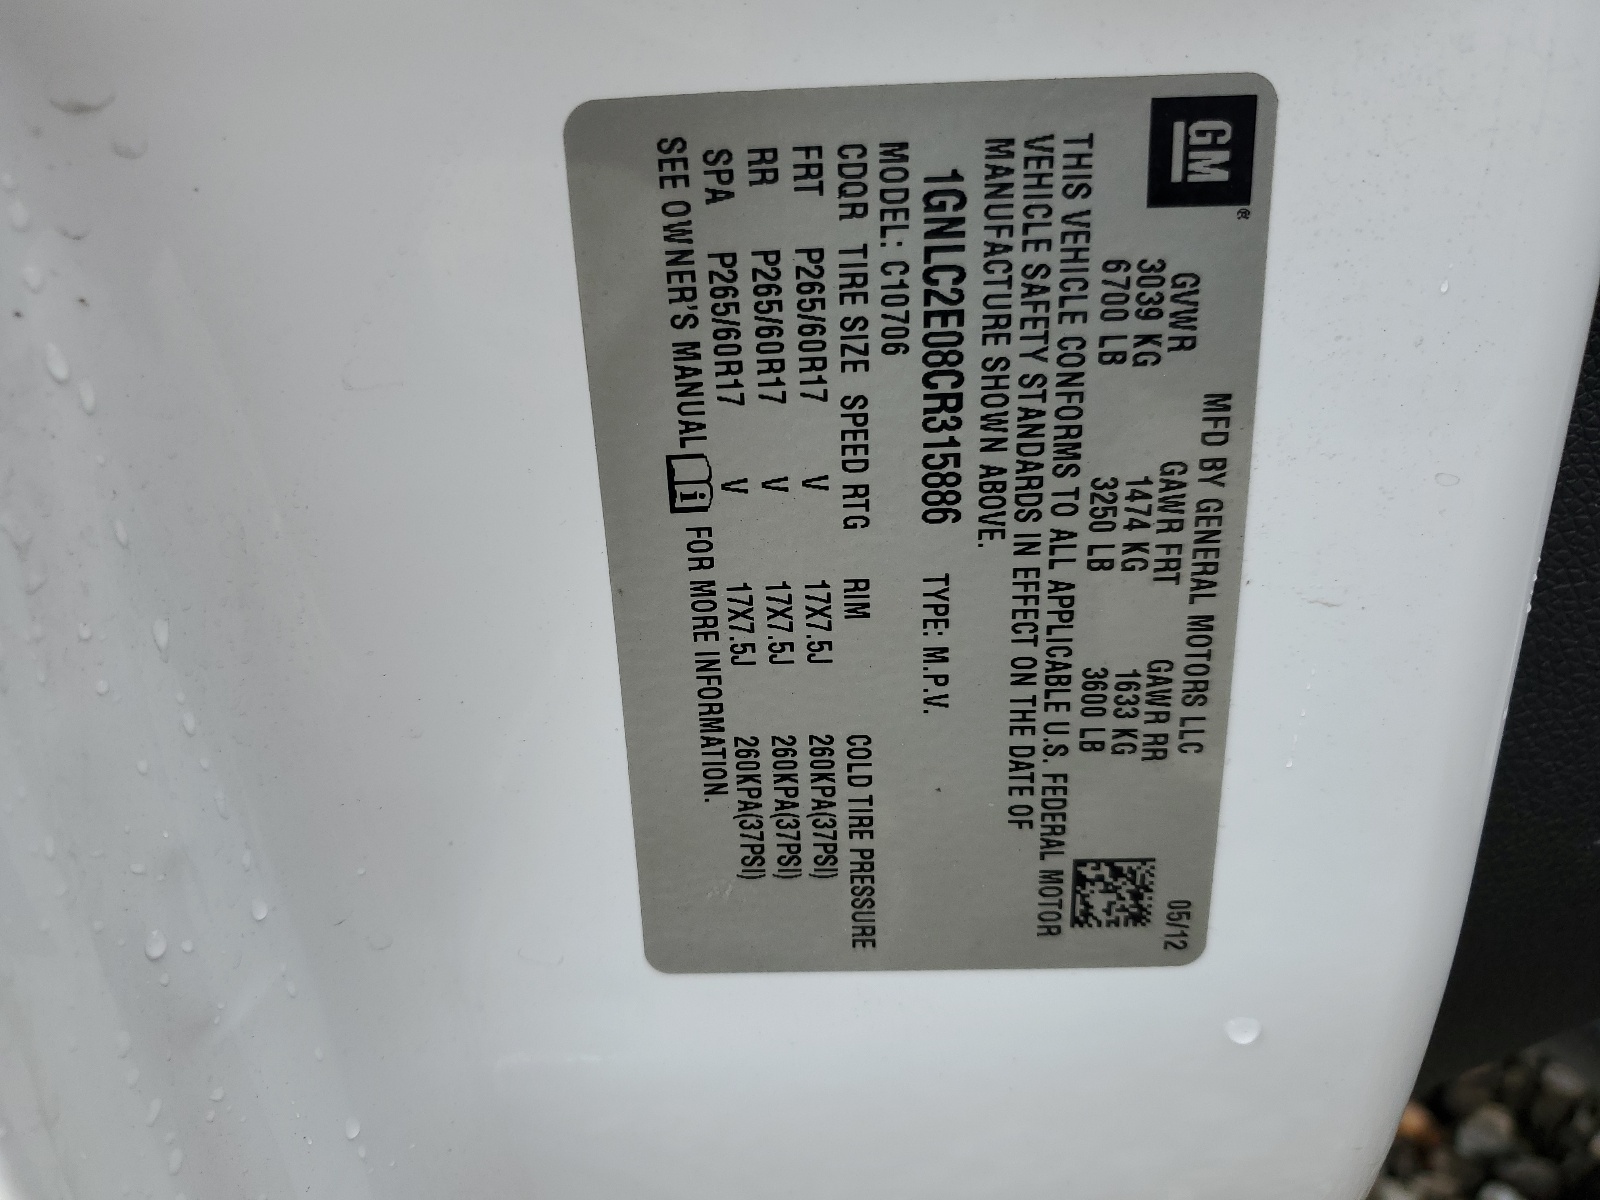 GM®
MFD BY GENERAL MOTORS LLC 05/12
GVWR GAWR FRT GAWR RR
3039 KG 1474 KG 1633 KG
6700 LB 3250 LB 3600 LB
THIS VEHICLE CONFORMS TO ALL APPLICABLE U.S. FEDERAL MOTOR
VEHICLE SAFETY STANDARDS IN EFFECT ON THE DATE OF
MANUFACTURE SHOWN ABOVE.
1GNLC2E08CR315886 TYPE: M.P.V.
MODEL: C10706
CDQR TIRE SIZE SPEED RTG RIM COLD TIRE PRESSURE
FRT P265/60R17 V 17X7.5J 260KPA(37PSI)
RR P265/60R17 V 17X7.5J 260KPA(37PSI)
SPA P265/60R17 V 17X7.5J 260KPA(37PSI)
SEE OWNER'S MANUAL i FOR MORE INFORMATION.